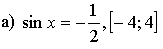 a) sin x = -1/2, [-4; 4]